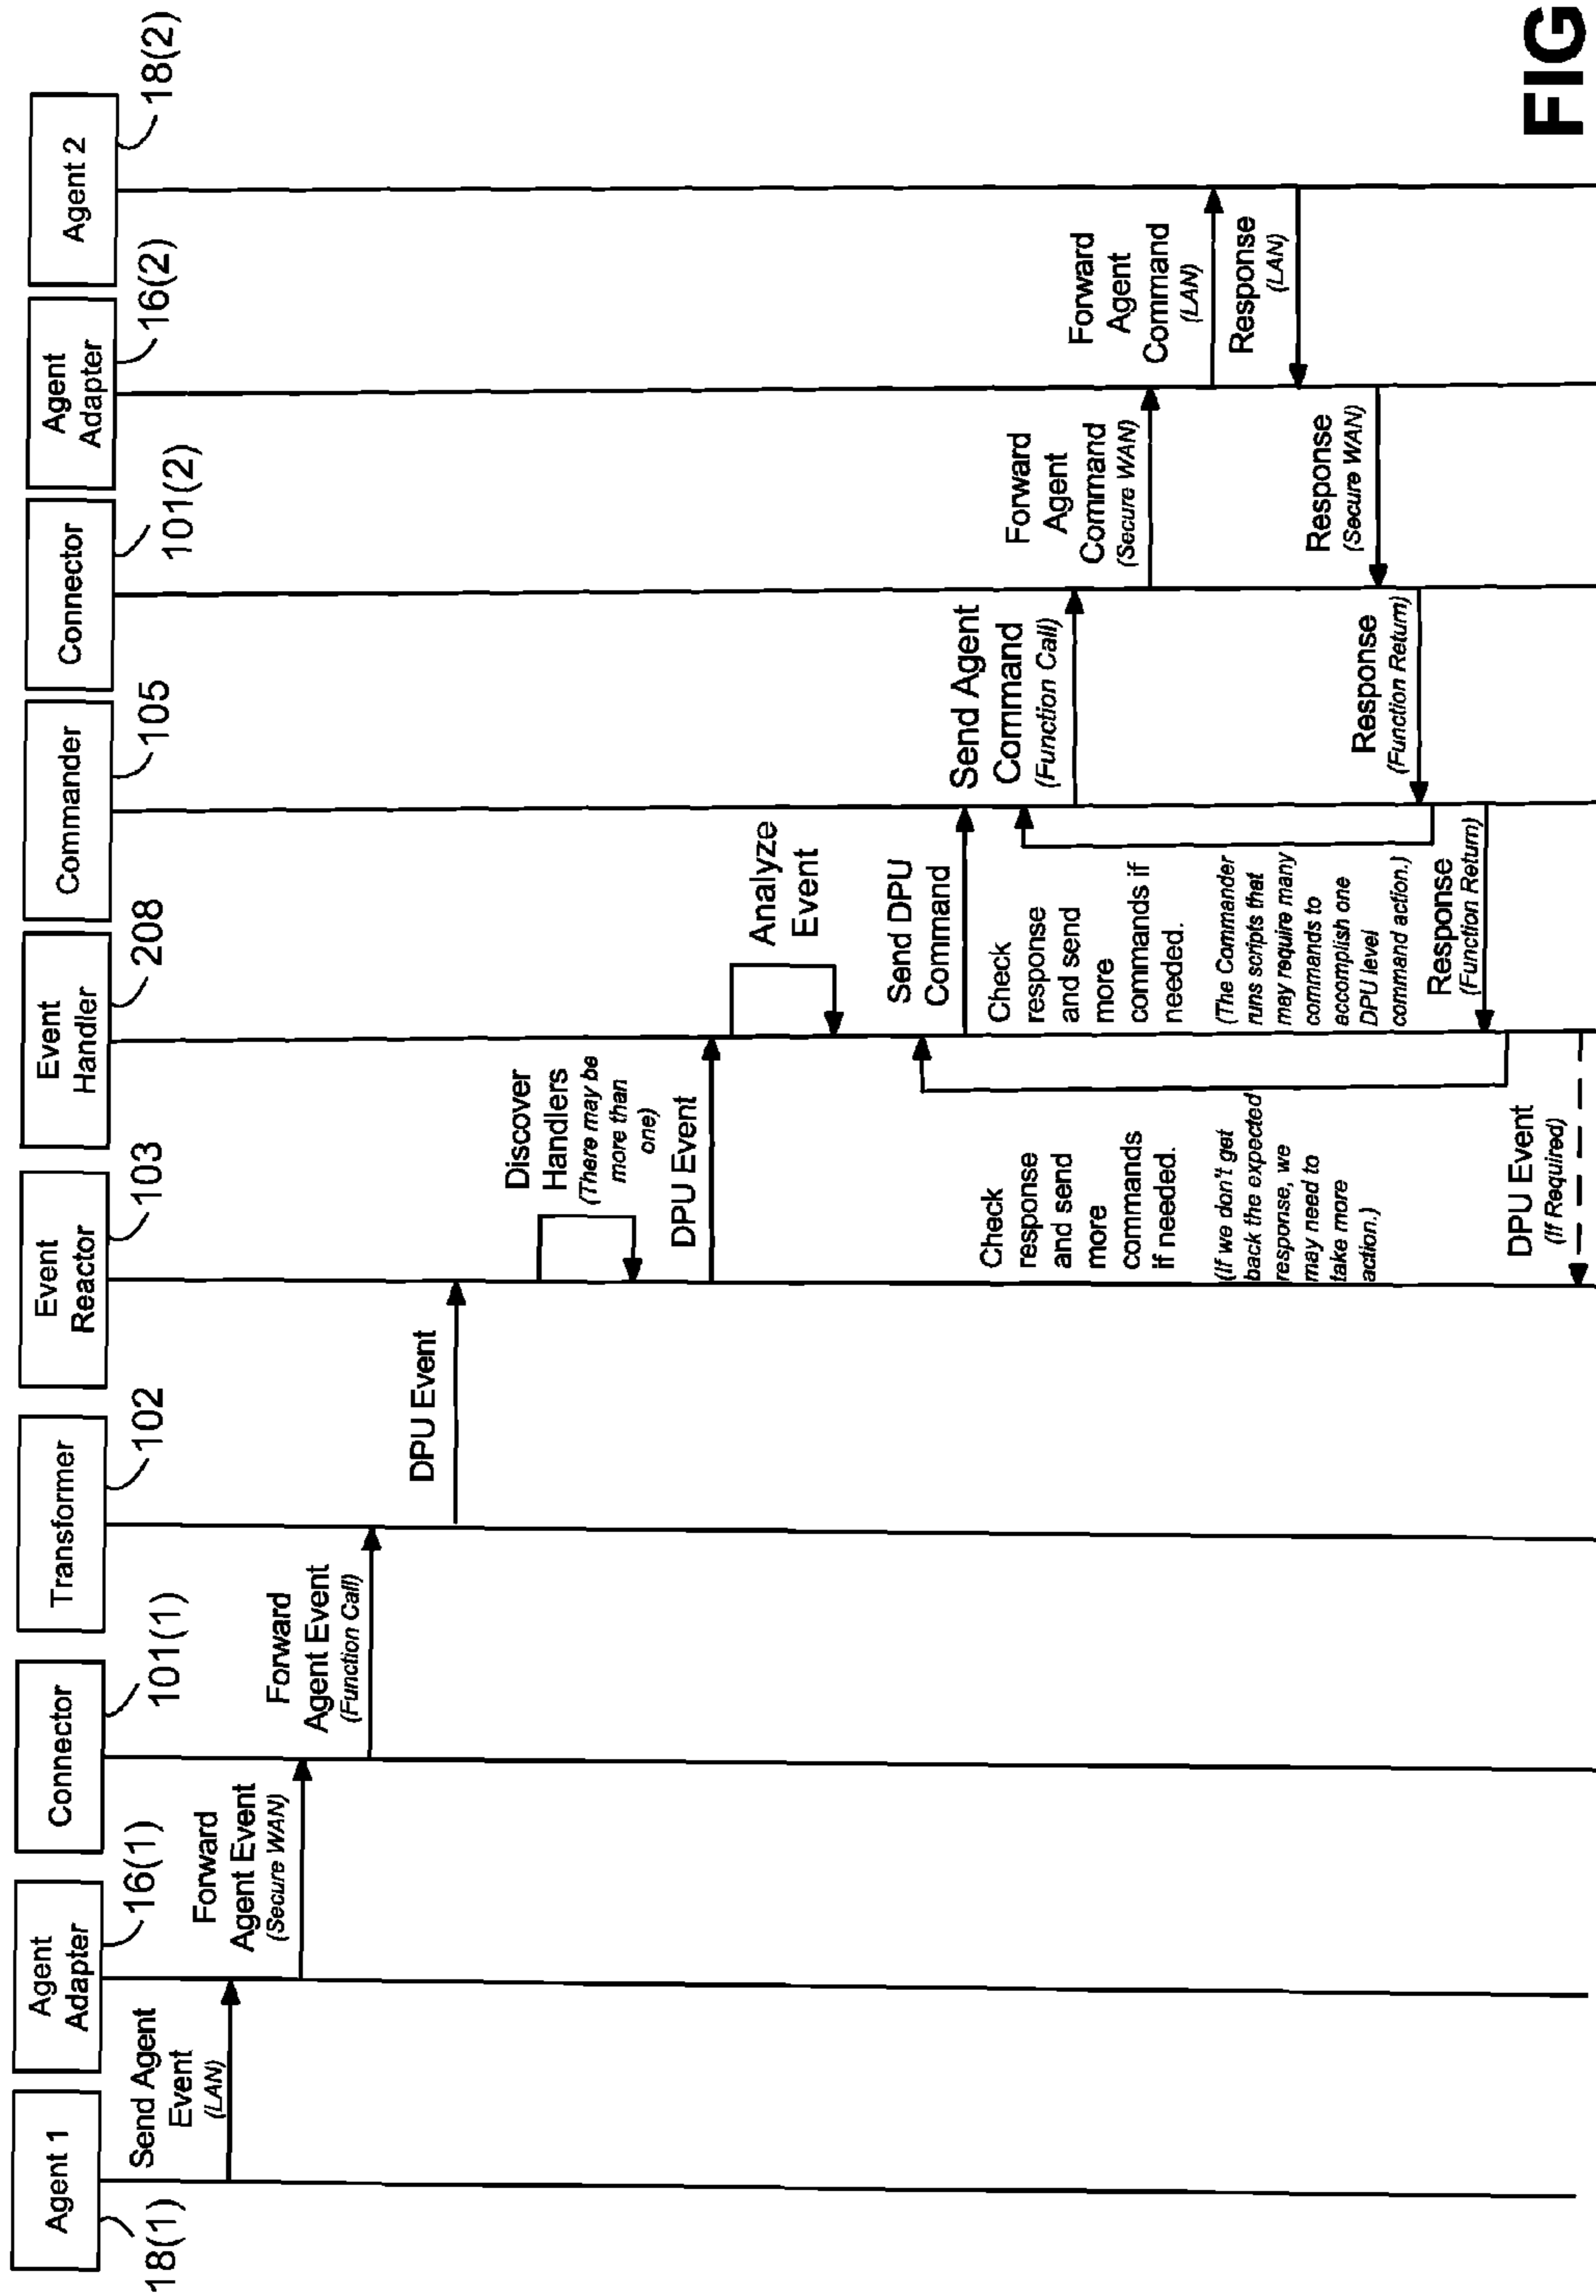 Agent 1
18(1)
Agent
Adapter
16(1)
Connector
101(1)
Transformer
102
Event
Reactor
103
Event
Handler
208
Commander
105
Connector
101(2)
Agent
Adapter
16(2)
Agent 2
18(2)
Send Agent
Event
(LAN)
Forward
Agent Event
(Secure WAN)
Forward
Agent Event
(Function Call)
DPU Event
Discover
Handlers
(There may be
more than
one)
DPU Event
Analyze
Event
Send DPU
Command
Send Agent
Command
(Function Call)
Forward
Agent
Command
(Secure WAN)
Forward
Agent
Command
(LAN)
Response
(LAN)
Response
(Secure WAN)
Response
(Function Return)
Check
response
and send
more
commands if
needed.
(The Commander
runs scripts that
may require many
commands to
accomplish one
DPU level
command action.)
Response
(Function Return)
Check
response
and send
more
commands
if needed.
(If we don't get
back the expected
response, we
may need to
take more
action.)
DPU Event
(If Required)
FIG